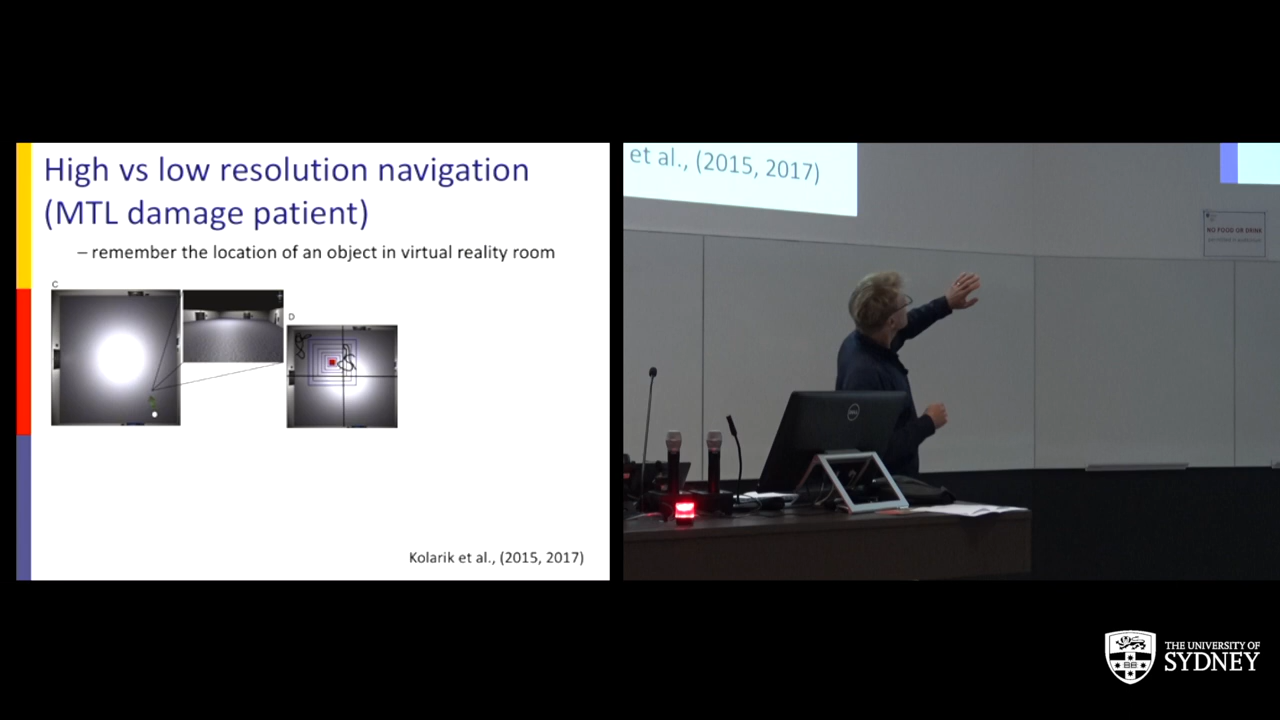 High vs low resolution navigation
(MTL damage patient)
– remember the location of an object in virtual reality room
C
D
Kolarik et al., (2015, 2017)
et al., (2015, 2017)
NO FOOD OR DRINK
DELL
THE UNIVERSITY OF
SYDNEY